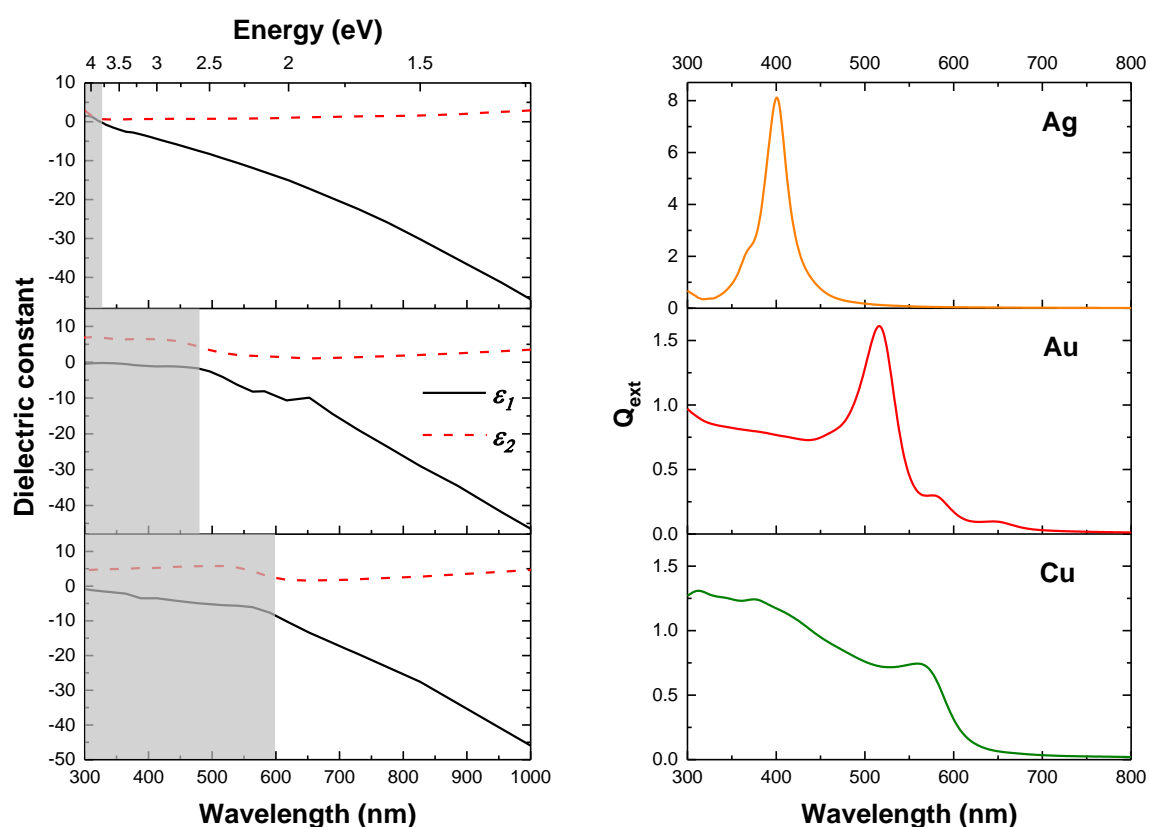 Energy (eV)
4 3.5 3 2.5 2 1.5
10
0
-10
-20
-30
-40
10
0
-10
-20
-30
-40
10
0
-10
-20
-30
-40
-50
Dielectric constant
ε1
ε2
300 400 500 600 700 800 900 1000
Wavelength (nm)
300 400 500 600 700 800
8
6
4
2
0
Ag
1.5
1.0
0.5
0.0
Au
Qext
1.5
1.0
0.5
0.0
Cu
300 400 500 600 700 800
Wavelength (nm)